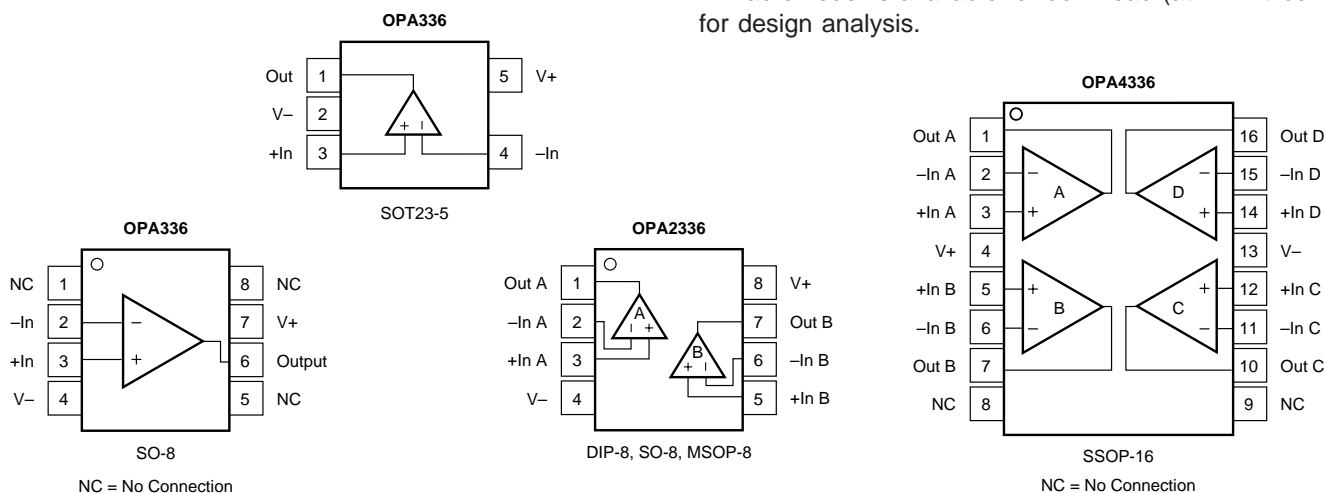 for design analysis.
OPA336
Out 1 5 V+
V– 2
+In 3 4 –In
+ –
SOT23-5
OPA336
NC 1 8 NC
–In 2 – 7 V+
+In 3 + 6 Output
V– 4 5 NC
SO-8
NC = No Connection
OPA2336
Out A 1 A 8 V+
–In A 2 – + 7 Out B
+In A 3 B 6 –In B
V– 4 + – 5 +In B
DIP-8, SO-8, MSOP-8
OPA4336
Out A 1 16 Out D
–In A 2 – A D – 15 –In D
+In A 3 + + 14 +In D
V+ 4 13 V–
+In B 5 + + 12 +In C
–In B 6 – B C – 11 –In C
Out B 7 10 Out C
NC 8 9 NC
SSOP-16
NC = No Connection